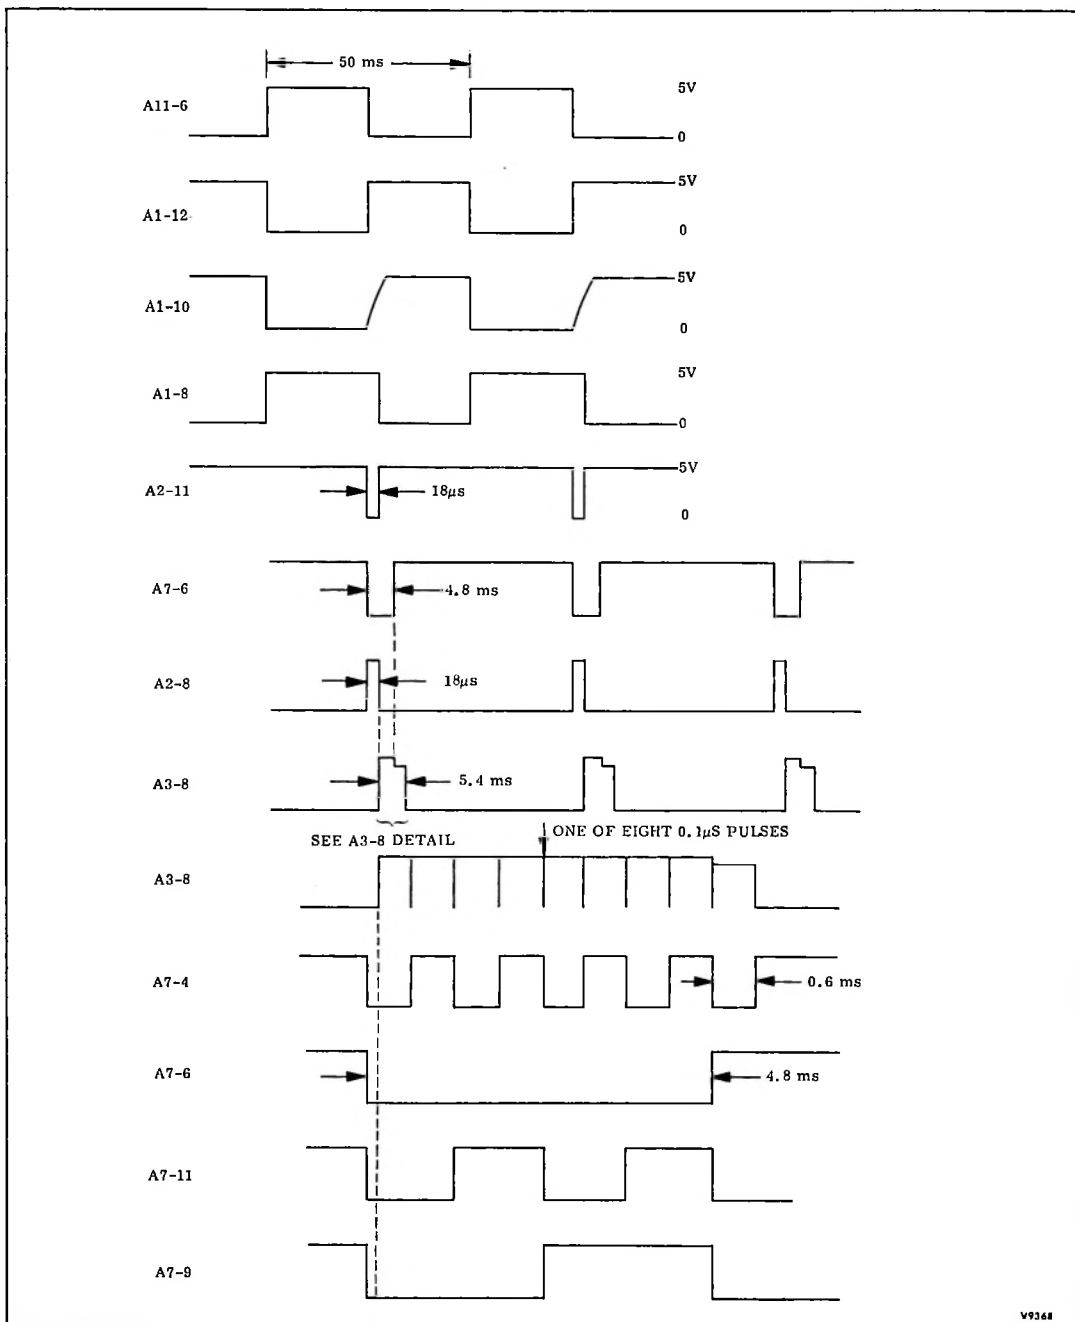 50 ms
A11-6
5V
0
A1-12
5V
0
A1-10
5V
0
A1-8
5V
0
A2-11
18μs
5V
0
A7-6
4.8 ms
A2-8
18μs
A3-8
5.4 ms
SEE A3-8 DETAIL
ONE OF EIGHT 0.1μS PULSES
A3-8
A7-4
0.6 ms
A7-6
4.8 ms
A7-11
A7-9
V9368